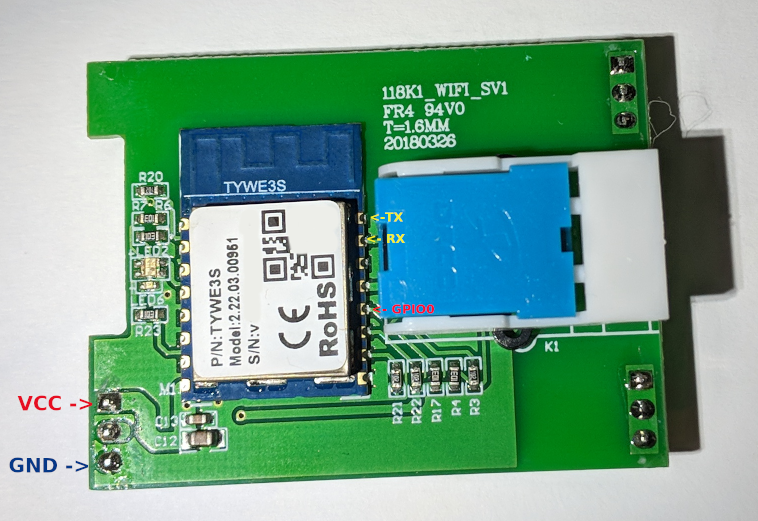 118K1_WIFI_SV1
FR4 94V0
T=1.6MM
20180326
TYWE3S
R20
R7 R6
LED2
LED6
R23
<-TX
<- RX
<- GPIO0
P/N:TYWE3S
Model:2.22.03.00961
S/N:v
CE
RoHS
K1
M1
VCC ->
C13
C12
GND ->
R21
R22
R17
R4
R3